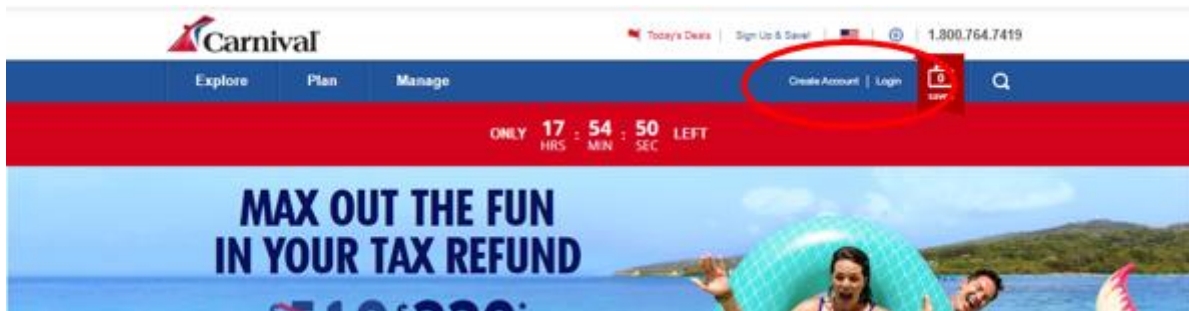 Carnival
Today's Deals | Sign Up & Save! | | | 1.800.764.7419
Explore Plan Manage Create Account | Login 0
ONLY 17 : 54 : 50 LEFT
HRS MIN SEC
MAX OUT THE FUN
IN YOUR TAX REFUND